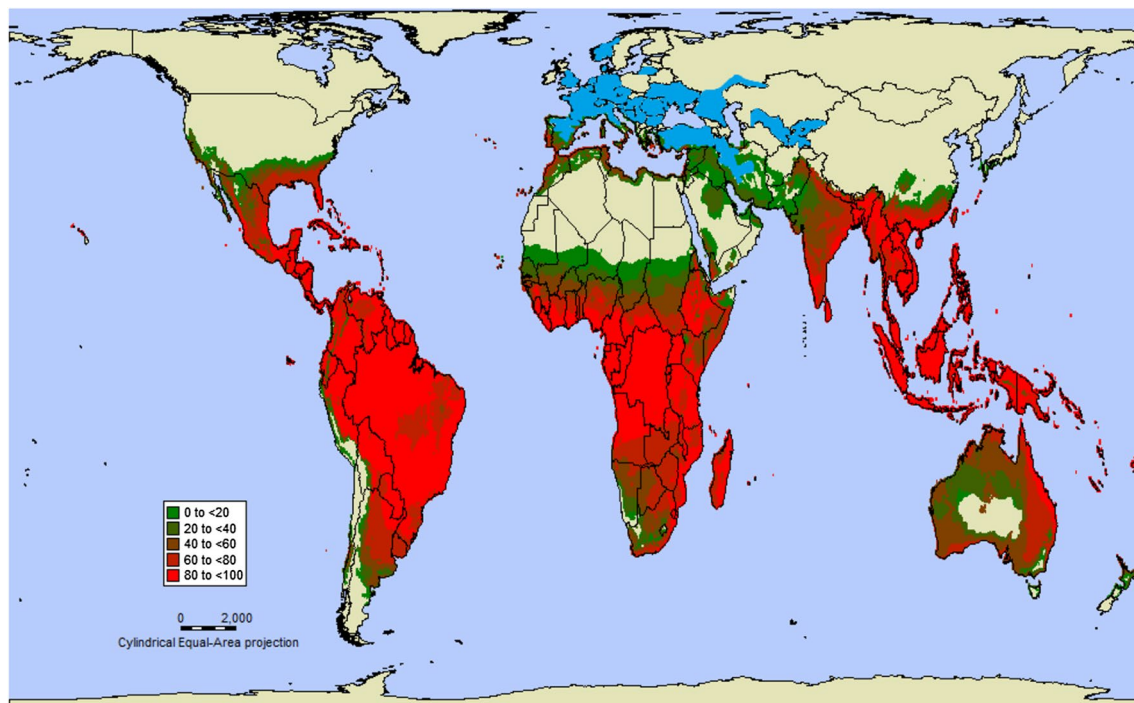 0 to <20
20 to <40
40 to <60
60 to <80
80 to <100
0 2,000
Cylindrical Equal-Area projection